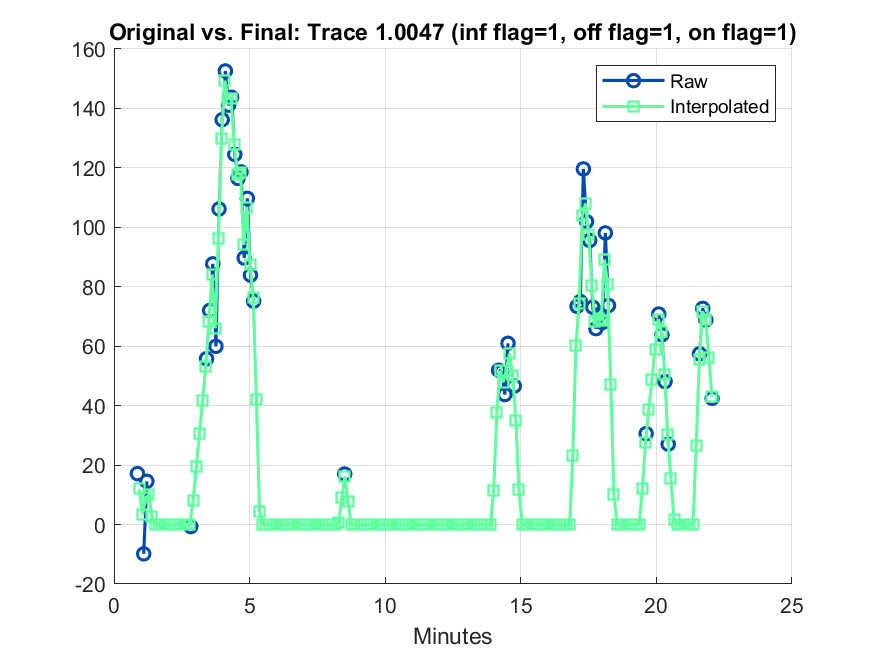 Original vs. Final: Trace 1.0047 (inf flag=1, off flag=1, on flag=1)
160
140
120
100
80
60
40
20
0
-20
Raw
Interpolated
0 5 10 15 20 25
Minutes